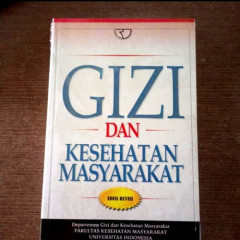 GIZI
DAN
KESEHATAN
MASYARAKAT
EDISI REVISI
Departemen Gizi dan Kesehatan Masyarakat
FAKULTAS KESEHATAN MASYARAKAT
UNIVERSITAS INDONESIA